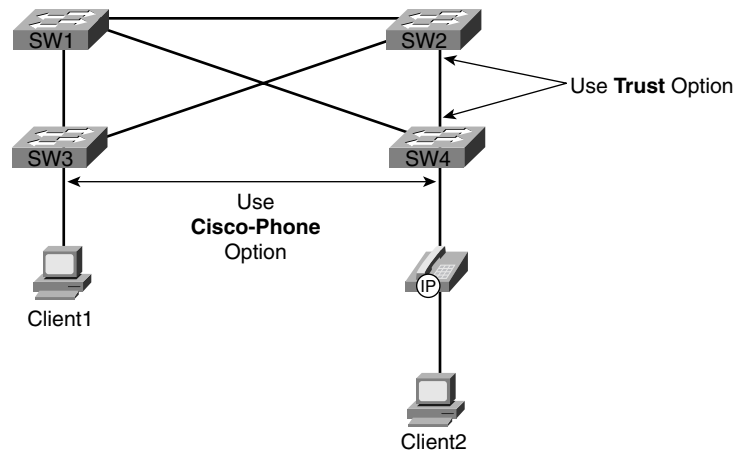 SW1
SW2
Use Trust Option
SW3
SW4
Use
Cisco-Phone
Option
IP
Client1
Client2